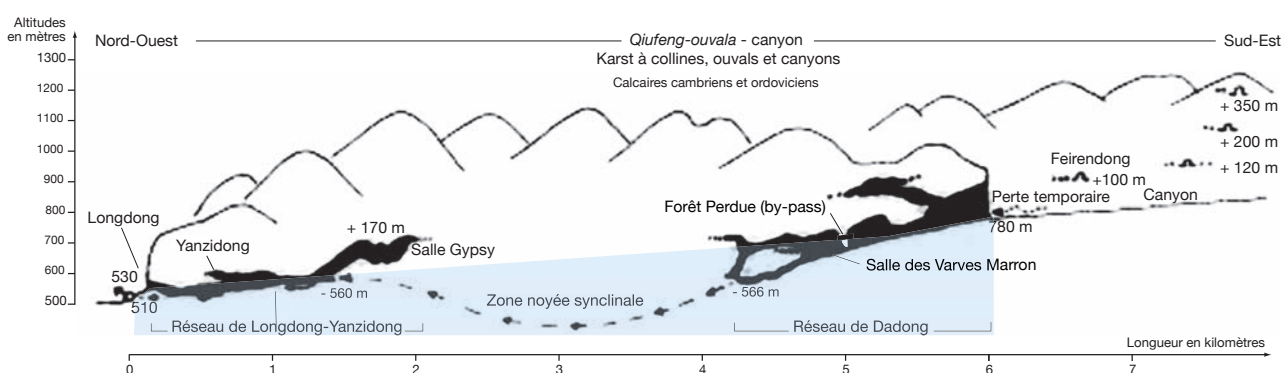 Altitudes
en mètres
Nord-Ouest
Qiufeng-ouvala - canyon
Sud-Est
Karst à collines, ouvals et canyons
Calcaires cambriens et ordoviciens
1300
1200
1100
1000
900
800
700
600
500
+ 350 m
+ 200 m
+ 120 m
Feirendong
+100 m
Perte temporaire
Canyon
780 m
Forêt Perdue (by-pass)
Longdong
Yanzidong
+ 170 m
Salle Gypsy
Salle des Varves Marron
530
510
- 560 m
- 566 m
Zone noyée synclinale
Réseau de Longdong-Yanzidong
Réseau de Dadong
Longueur en kilomètres
0 1 2 3 4 5 6 7